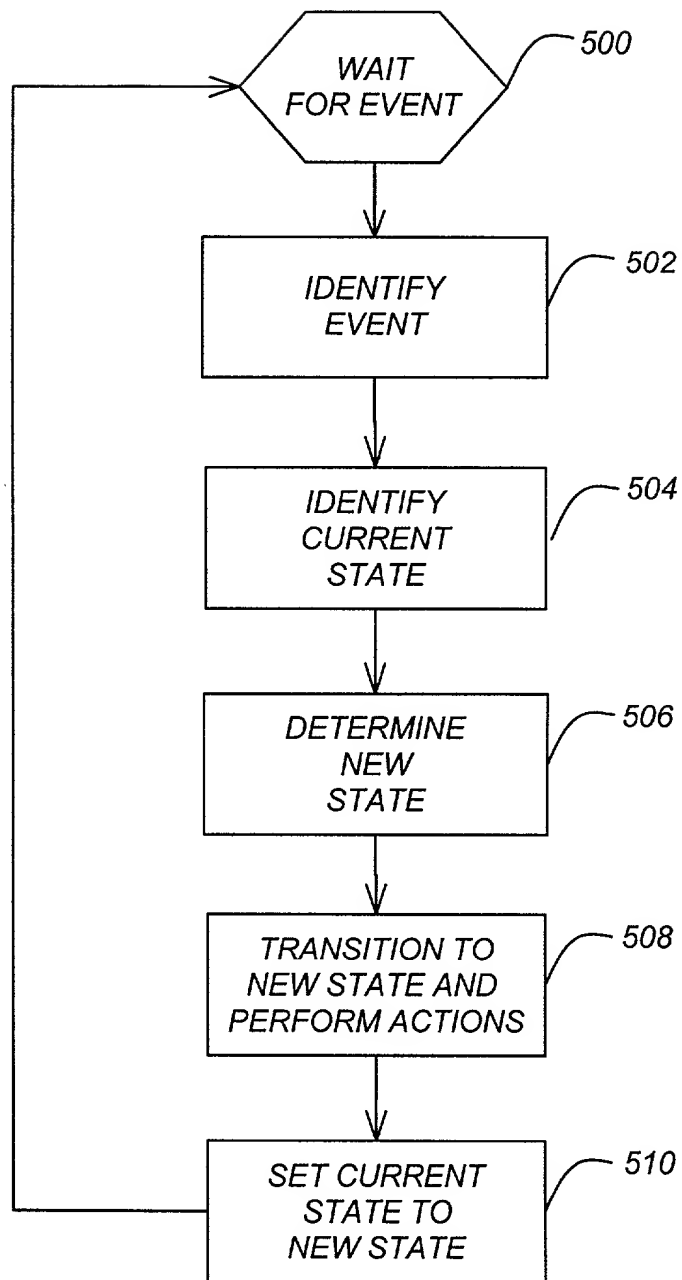 WAIT
FOR EVENT
500
IDENTIFY
EVENT
502
IDENTIFY
CURRENT
STATE
504
DETERMINE
NEW
STATE
506
TRANSITION TO
NEW STATE AND
PERFORM ACTIONS
508
SET CURRENT
STATE TO
NEW STATE
510